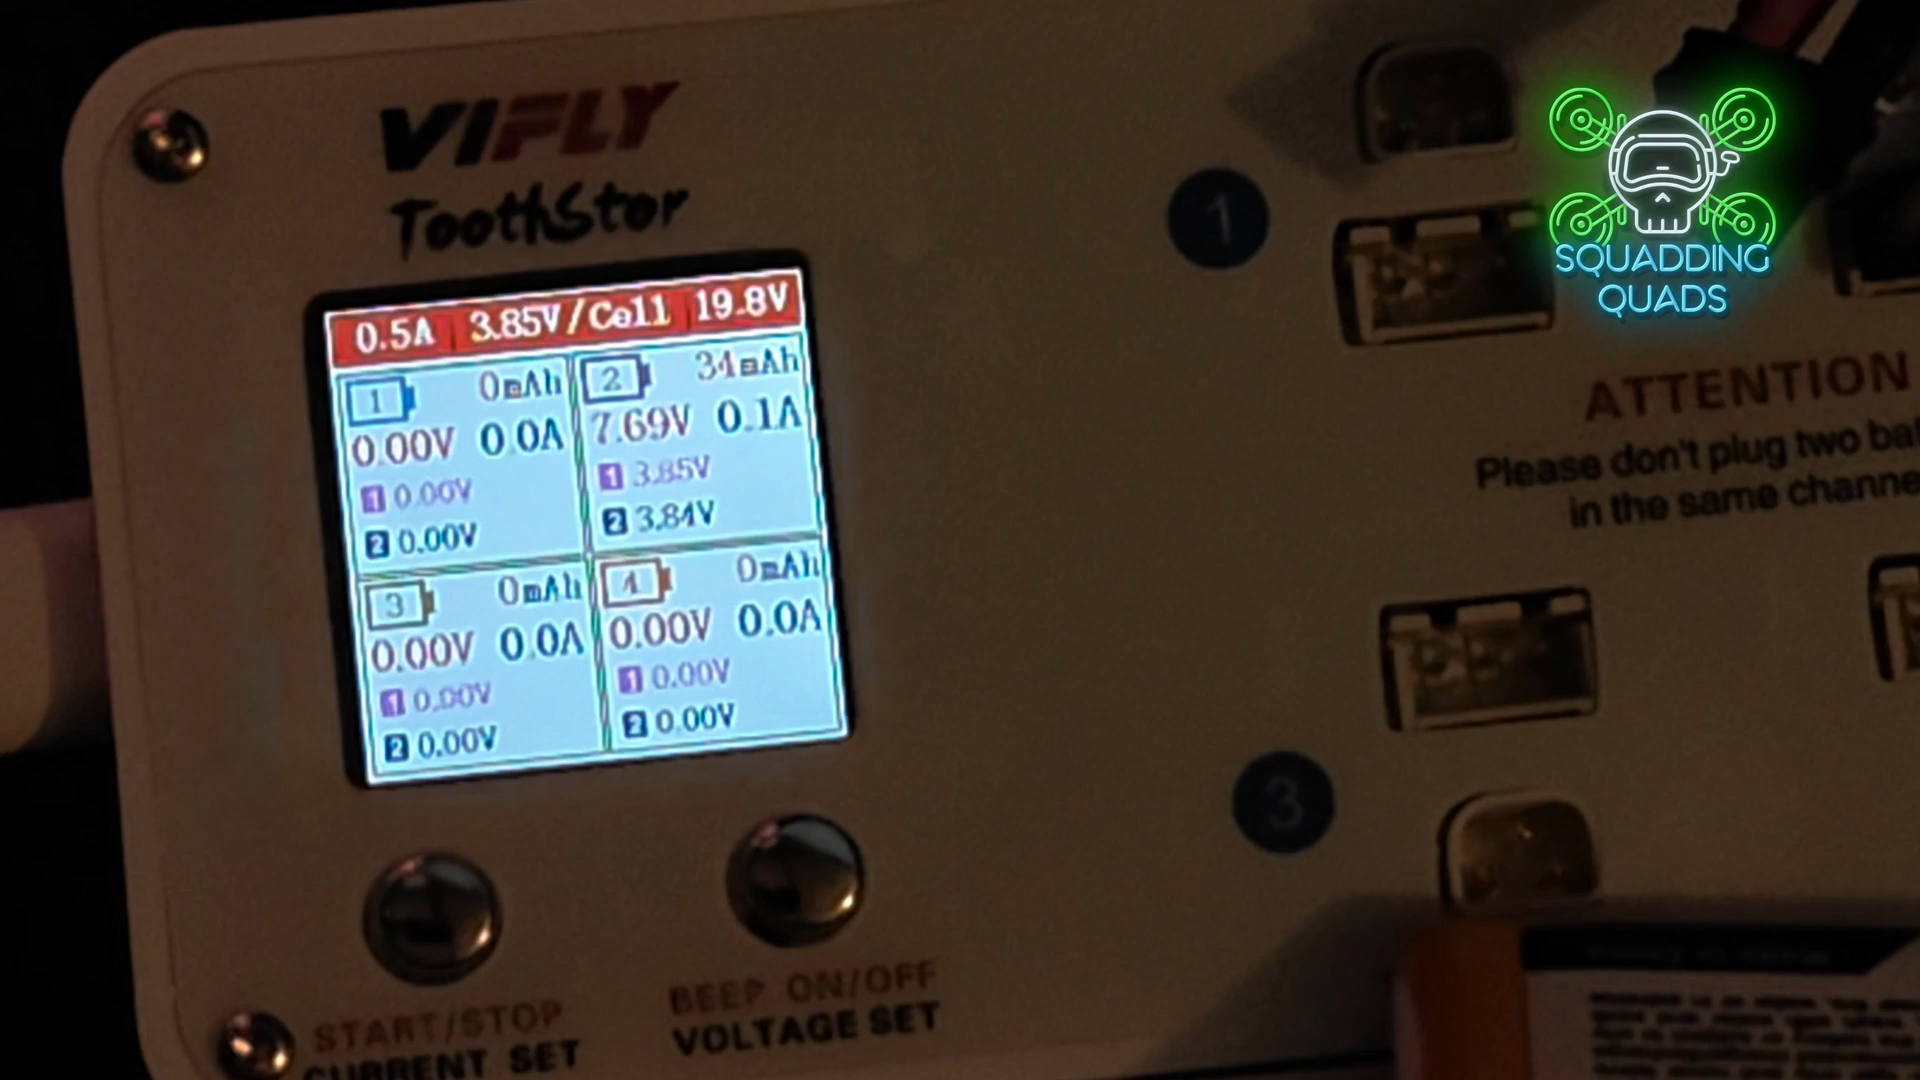 VIFLY
ToothStor
0.5A 3.85V/Cell 19.8V
1 0mAh
0.00V 0.0A
1 0.00V
2 0.00V
2 34mAh
7.69V 0.1A
1 3.85V
2 3.84V
3 0mAh
0.00V 0.0A
1 0.00V
2 0.00V
4 0mAh
0.00V 0.0A
1 0.00V
2 0.00V
START/STOP
CURRENT SET
BEEP ON/OFF
VOLTAGE SET
1
SQUADDING
QUADS
ATTENTION
Please don't plug two
in the same
3